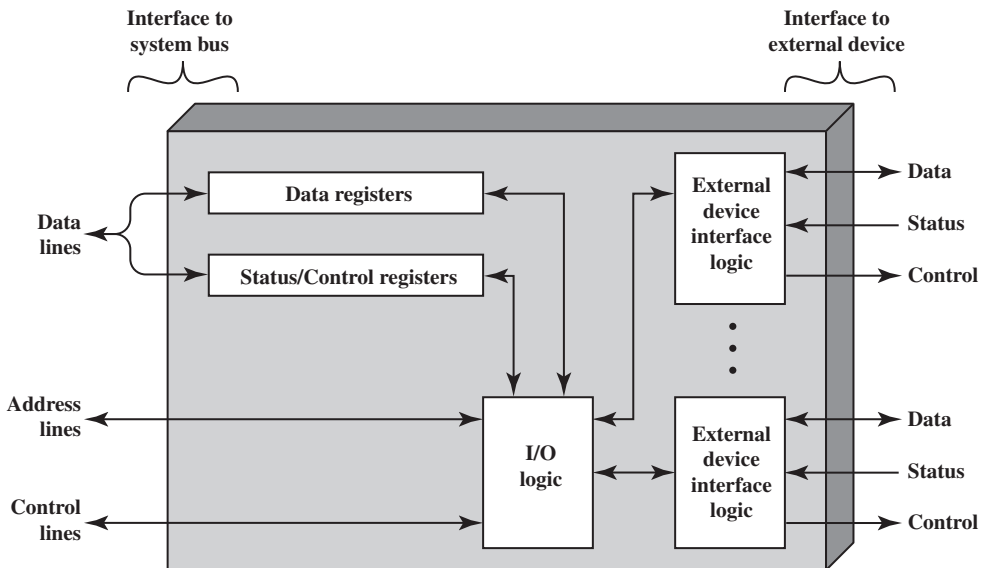 Interface to
system bus
Interface to
external device
Data registers
External
device
interface
logic
Data
Status
Control
Data
lines
Status/Control registers
Address
lines
I/O
logic
External
device
interface
logic
Data
Status
Control
Control
lines